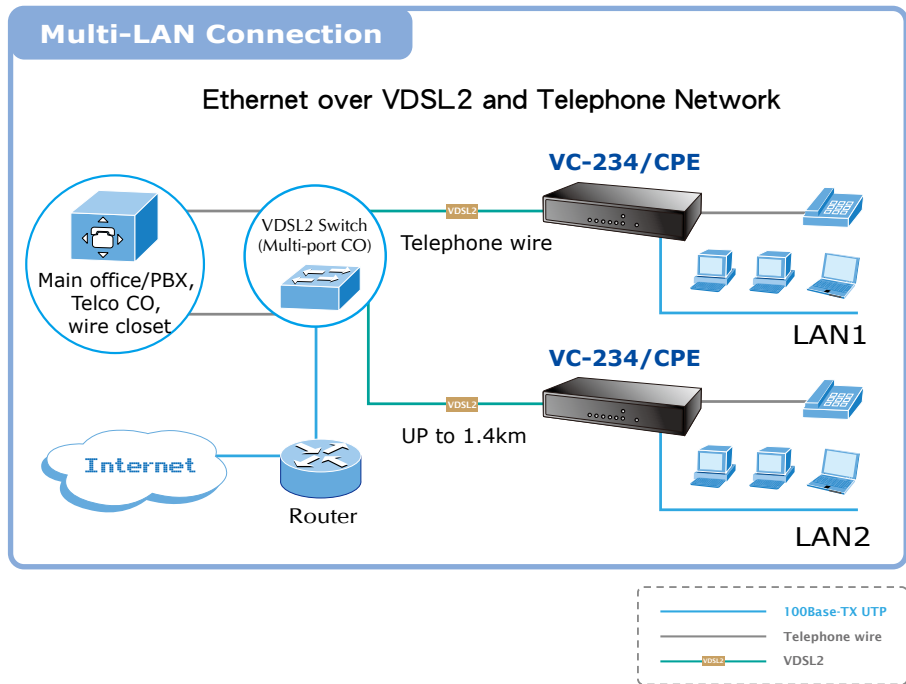 Multi-LAN Connection
Ethernet over VDSL2 and Telephone Network
VC-234/CPE
VDSL2 Switch
(Multi-port CO)
VDSL2
Telephone wire
Main office/PBX,
Telco CO,
wire closet
LAN1
VC-234/CPE
VDSL2
UP to 1.4km
Internet
Router
LAN2
100Base-TX UTP
Telephone wire
VDSL2
VDSL2